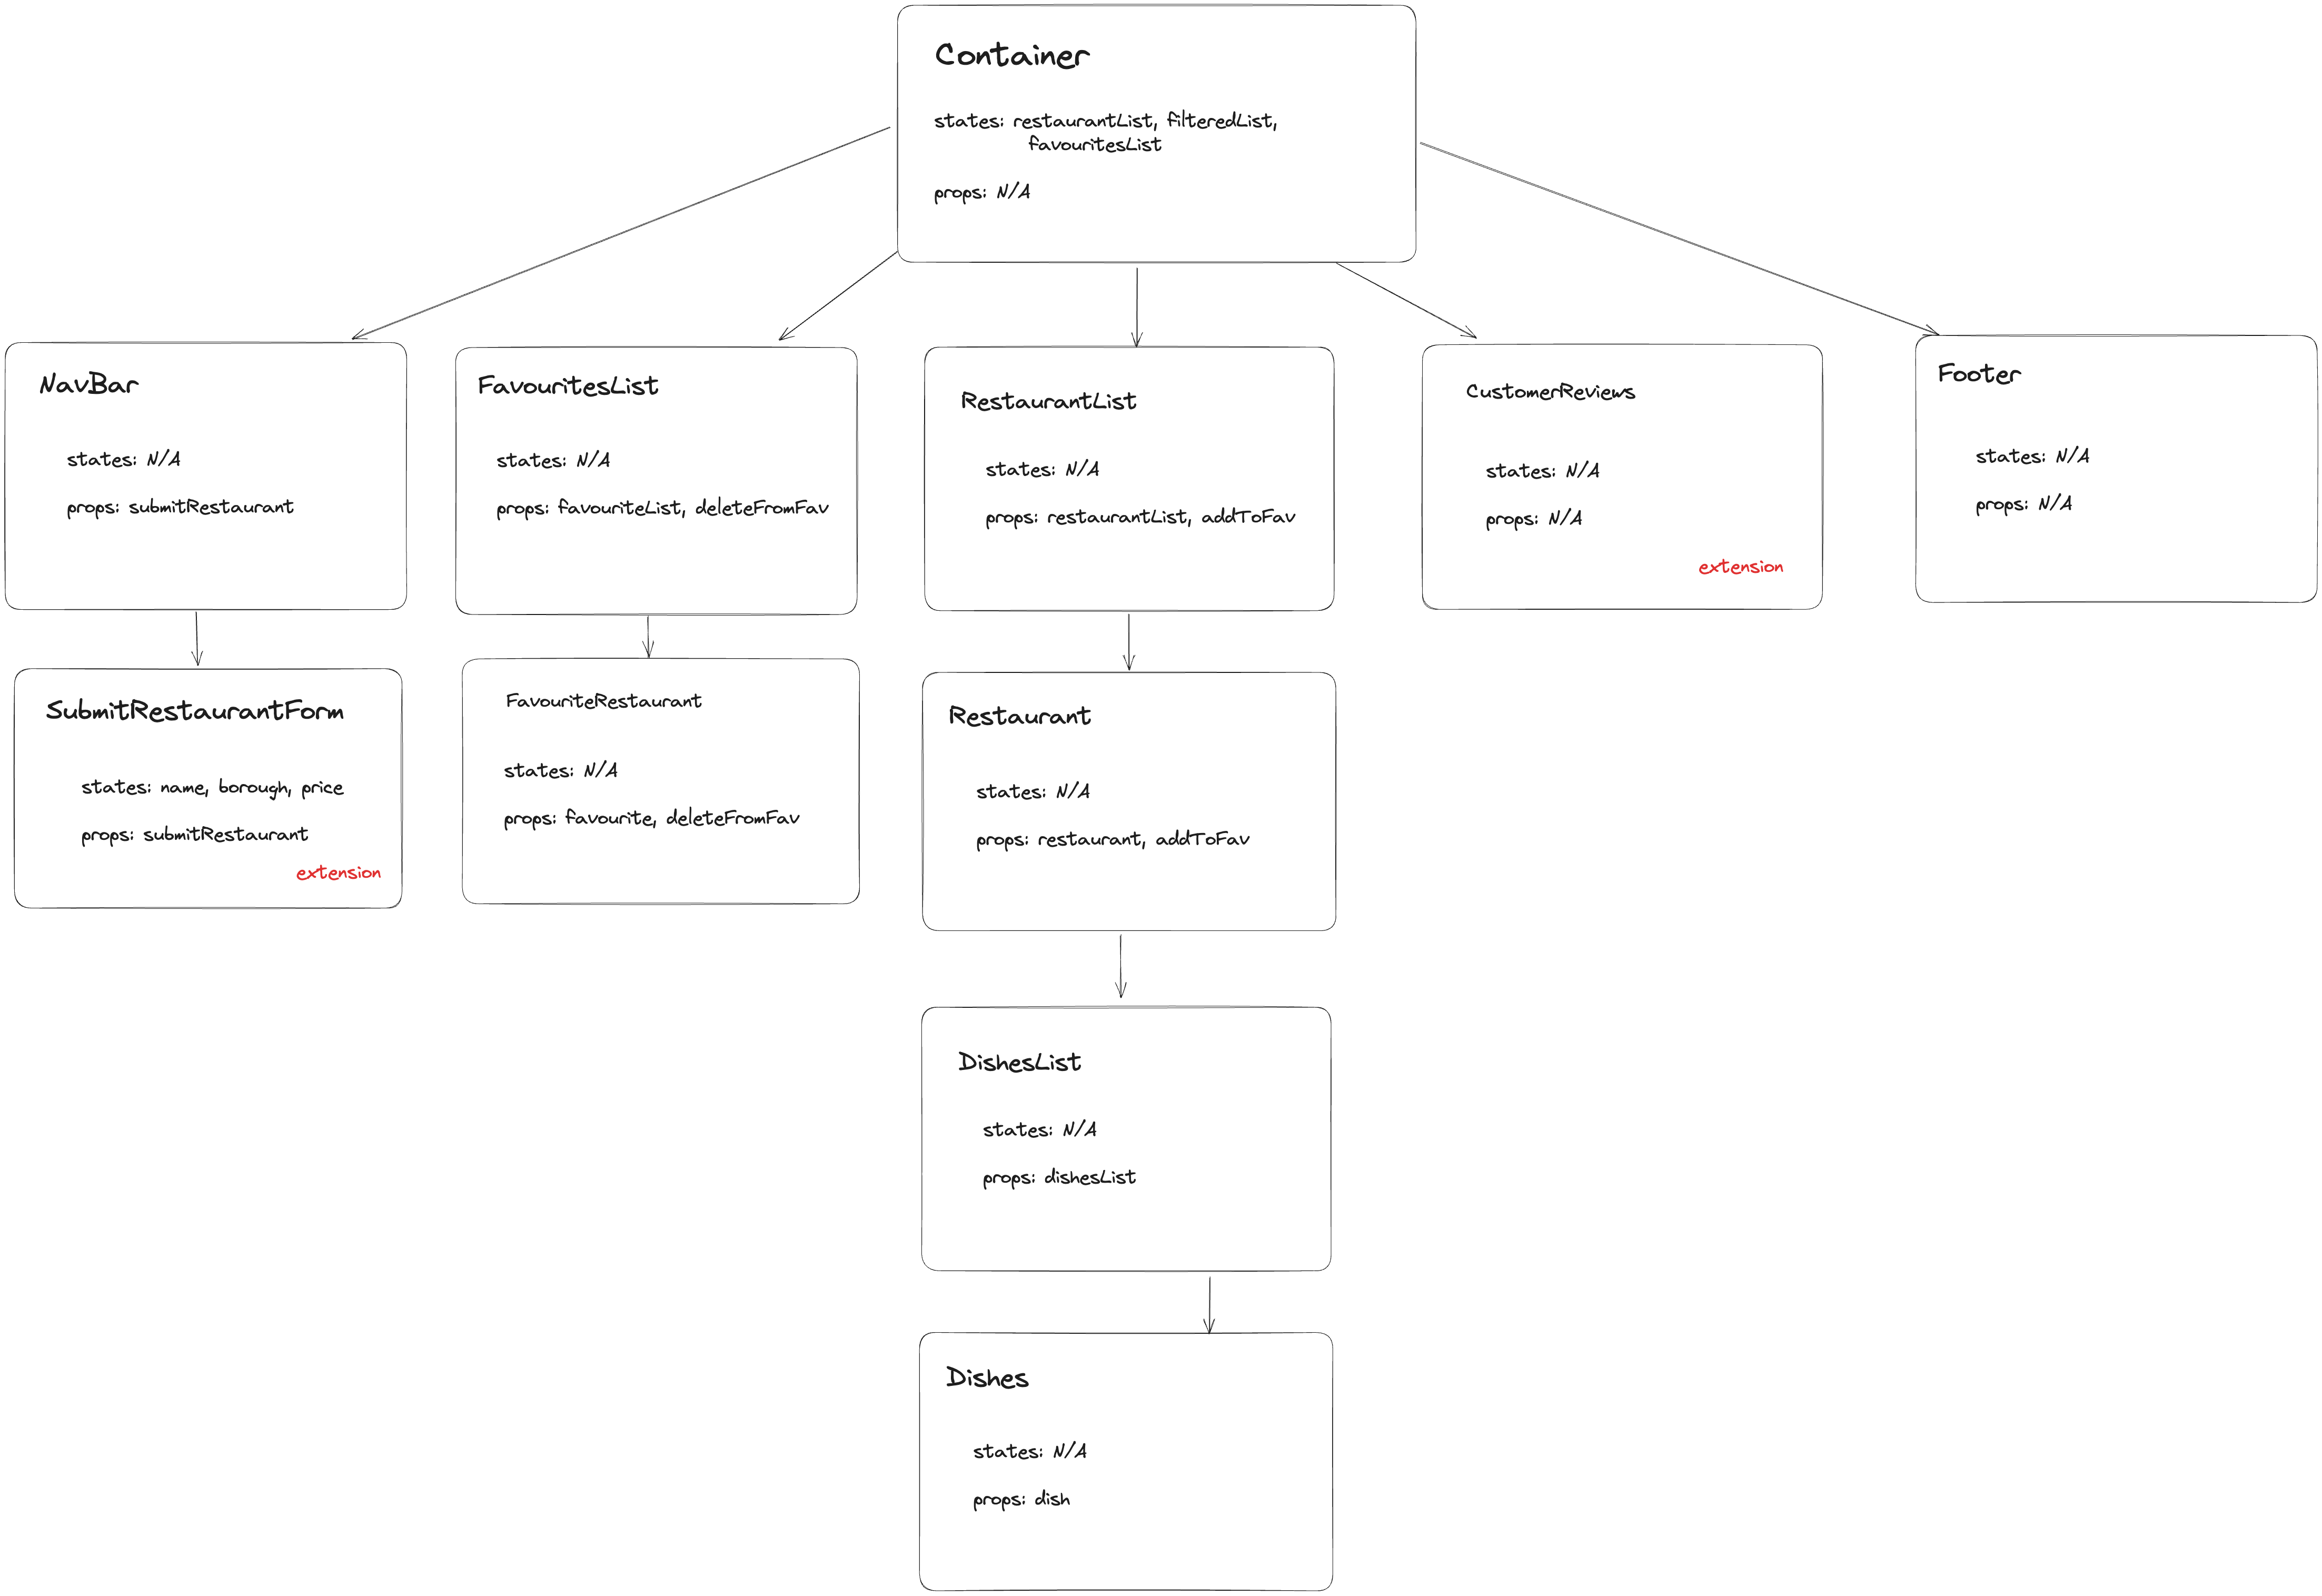 Container
states: restaurantList, filteredList,
favouritesList
props: N/A
NavBar
states: N/A
props: submitRestaurant
FavouritesList
states: N/A
props: favouriteList, deleteFromFav
RestaurantList
states: N/A
props: restaurantList, addToFav
CustomerReviews
states: N/A
props: N/A
extension
Footer
states: N/A
props: N/A
SubmitRestaurantForm
states: name, borough, price
props: submitRestaurant
extension
FavouriteRestaurant
states: N/A
props: favourite, deleteFromFav
Restaurant
states: N/A
props: restaurant, addToFav
DishesList
states: N/A
props: dishesList
Dishes
states: N/A
props: dish